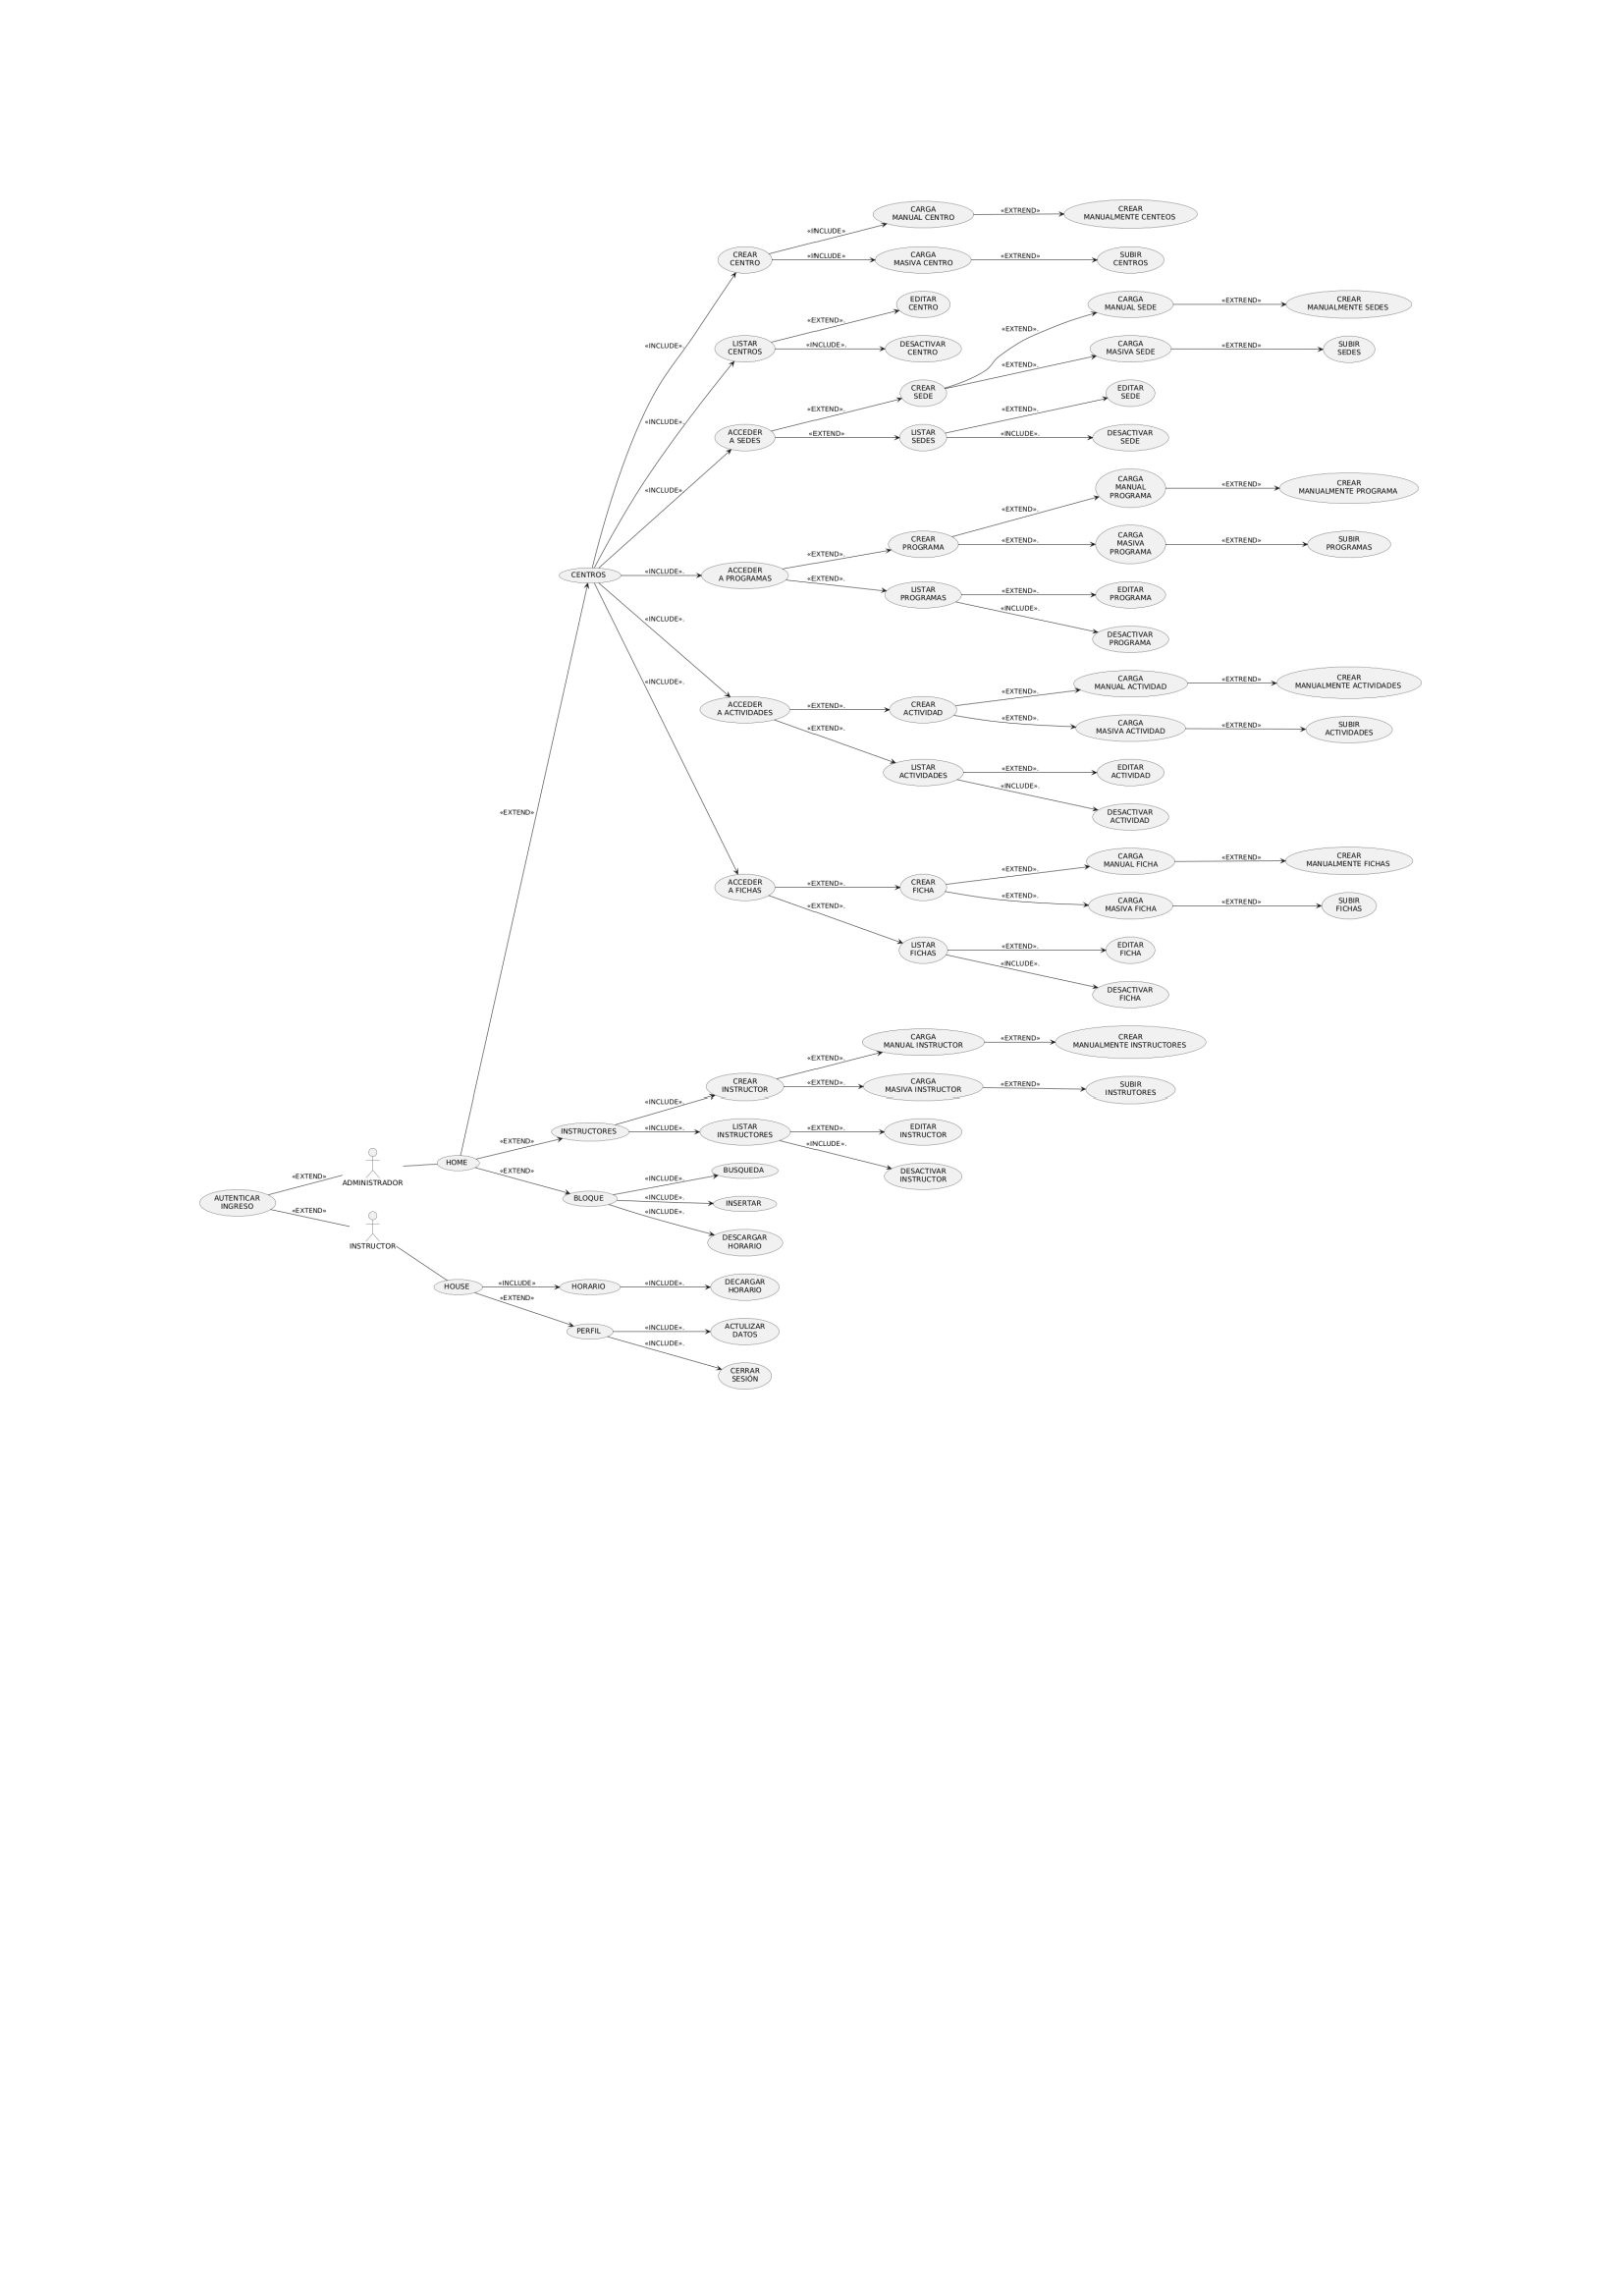 CARGA
MANUAL CENTRO
«EXTREND»
CREAR
MANUALMENTE CENTEOS
«INCLUDE»
CREAR
CENTRO
«INCLUDE»
CARGA
MASIVA CENTRO
«EXTREND»
SUBIR
CENTROS
EDITAR
CENTRO
«EXTEND».
LISTAR
CENTROS
«INCLUDE».
DESACTIVAR
CENTRO
«INCLUDE».
CARGA
MANUAL SEDE
«EXTREND»
CREAR
MANUALMENTE SEDES
«EXTEND».
CARGA
MASIVA SEDE
«EXTREND»
SUBIR
SEDES
«EXTEND».
CREAR
SEDE
«EXTEND».
EDITAR
SEDE
«EXTEND».
«INCLUDE».
ACCEDER
A SEDES
«EXTEND»
LISTAR
SEDES
«INCLUDE».
DESACTIVAR
SEDE
«INCLUDE».
CARGA
MANUAL
PROGRAMA
«EXTREND»
CREAR
MANUALMENTE PROGRAMA
«EXTEND».
CREAR
PROGRAMA
«EXTEND».
CARGA
MASIVA
PROGRAMA
«EXTREND»
SUBIR
PROGRAMAS
«EXTEND».
CENTROS
«INCLUDE».
ACCEDER
A PROGRAMAS
«EXTEND».
LISTAR
PROGRAMAS
«EXTEND».
EDITAR
PROGRAMA
«INCLUDE».
DESACTIVAR
PROGRAMA
«INCLUDE».
«INCLUDE».
CARGA
MANUAL ACTIVIDAD
«EXTREND»
CREAR
MANUALMENTE ACTIVIDADES
«EXTEND».
ACCEDER
A ACTIVIDADES
«EXTEND».
CREAR
ACTIVIDAD
«EXTEND».
CARGA
MASIVA ACTIVIDAD
«EXTREND»
SUBIR
ACTIVIDADES
«EXTEND».
LISTAR
ACTIVIDADES
«EXTEND».
EDITAR
ACTIVIDAD
«INCLUDE».
DESACTIVAR
ACTIVIDAD
«EXTEND»
CARGA
MANUAL FICHA
«EXTREND»
CREAR
MANUALMENTE FICHAS
«EXTEND».
ACCEDER
A FICHAS
«EXTEND».
CREAR
FICHA
«EXTEND».
CARGA
MASIVA FICHA
«EXTREND»
SUBIR
FICHAS
«EXTEND».
LISTAR
FICHAS
«EXTEND».
EDITAR
FICHA
«INCLUDE».
DESACTIVAR
FICHA
CARGA
MANUAL INSTRUCTOR
«EXTREND»
CREAR
MANUALMENTE INSTRUCTORES
«EXTEND».
CREAR
INSTRUCTOR
«EXTEND».
CARGA
MASIVA INSTRUCTOR
«EXTREND»
SUBIR
INSTRUTORES
«INCLUDE».
INSTRUCTORES
«INCLUDE».
LISTAR
INSTRUCTORES
«EXTEND».
EDITAR
INSTRUCTOR
«INCLUDE».
DESACTIVAR
INSTRUCTOR
«EXTEND»
HOME
«EXTEND»
ADMINISTRADOR
«EXTEND»
AUTENTICAR
INGRESO
«EXTEND»
INSTRUCTOR
BLOQUE
«INCLUDE».
BUSQUEDA
«INCLUDE».
INSERTAR
«INCLUDE».
DESCARGAR
HORARIO
HOUSE
«INCLUDE»
HORARIO
«INCLUDE».
DECARGAR
HORARIO
«EXTEND»
PERFIL
«INCLUDE».
ACTULIZAR
DATOS
«INCLUDE».
CERRAR
SESIÓN